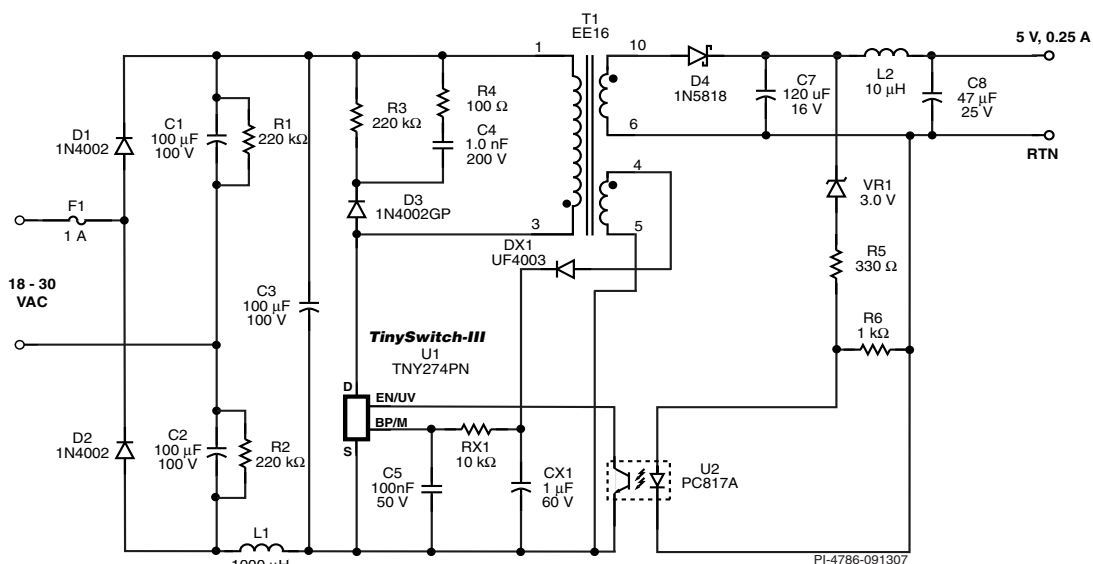 T1
EE16
1
10
5 V, 0.25 A
D4
1N5818
C7
120 uF
16 V
L2
10 µH
C8
47 µF
25 V
R4
100 Ω
R3
220 kΩ
C4
1.0 nF
200 V
D1
1N4002
C1
100 µF
100 V
R1
220 kΩ
6
RTN
4
VR1
3.0 V
D3
1N4002GP
F1
1 A
3
5
DX1
UF4003
R5
330 Ω
18 - 30
VAC
C3
100 µF
100 V
R6
1 kΩ
TinySwitch-III
U1
TNY274PN
D
EN/UV
BP/M
S
D2
1N4002
C2
100 µF
100 V
R2
220 kΩ
RX1
10 kΩ
C5
100nF
50 V
CX1
1 µF
60 V
U2
PC817A
L1
1000 µH
PI-4786-091307